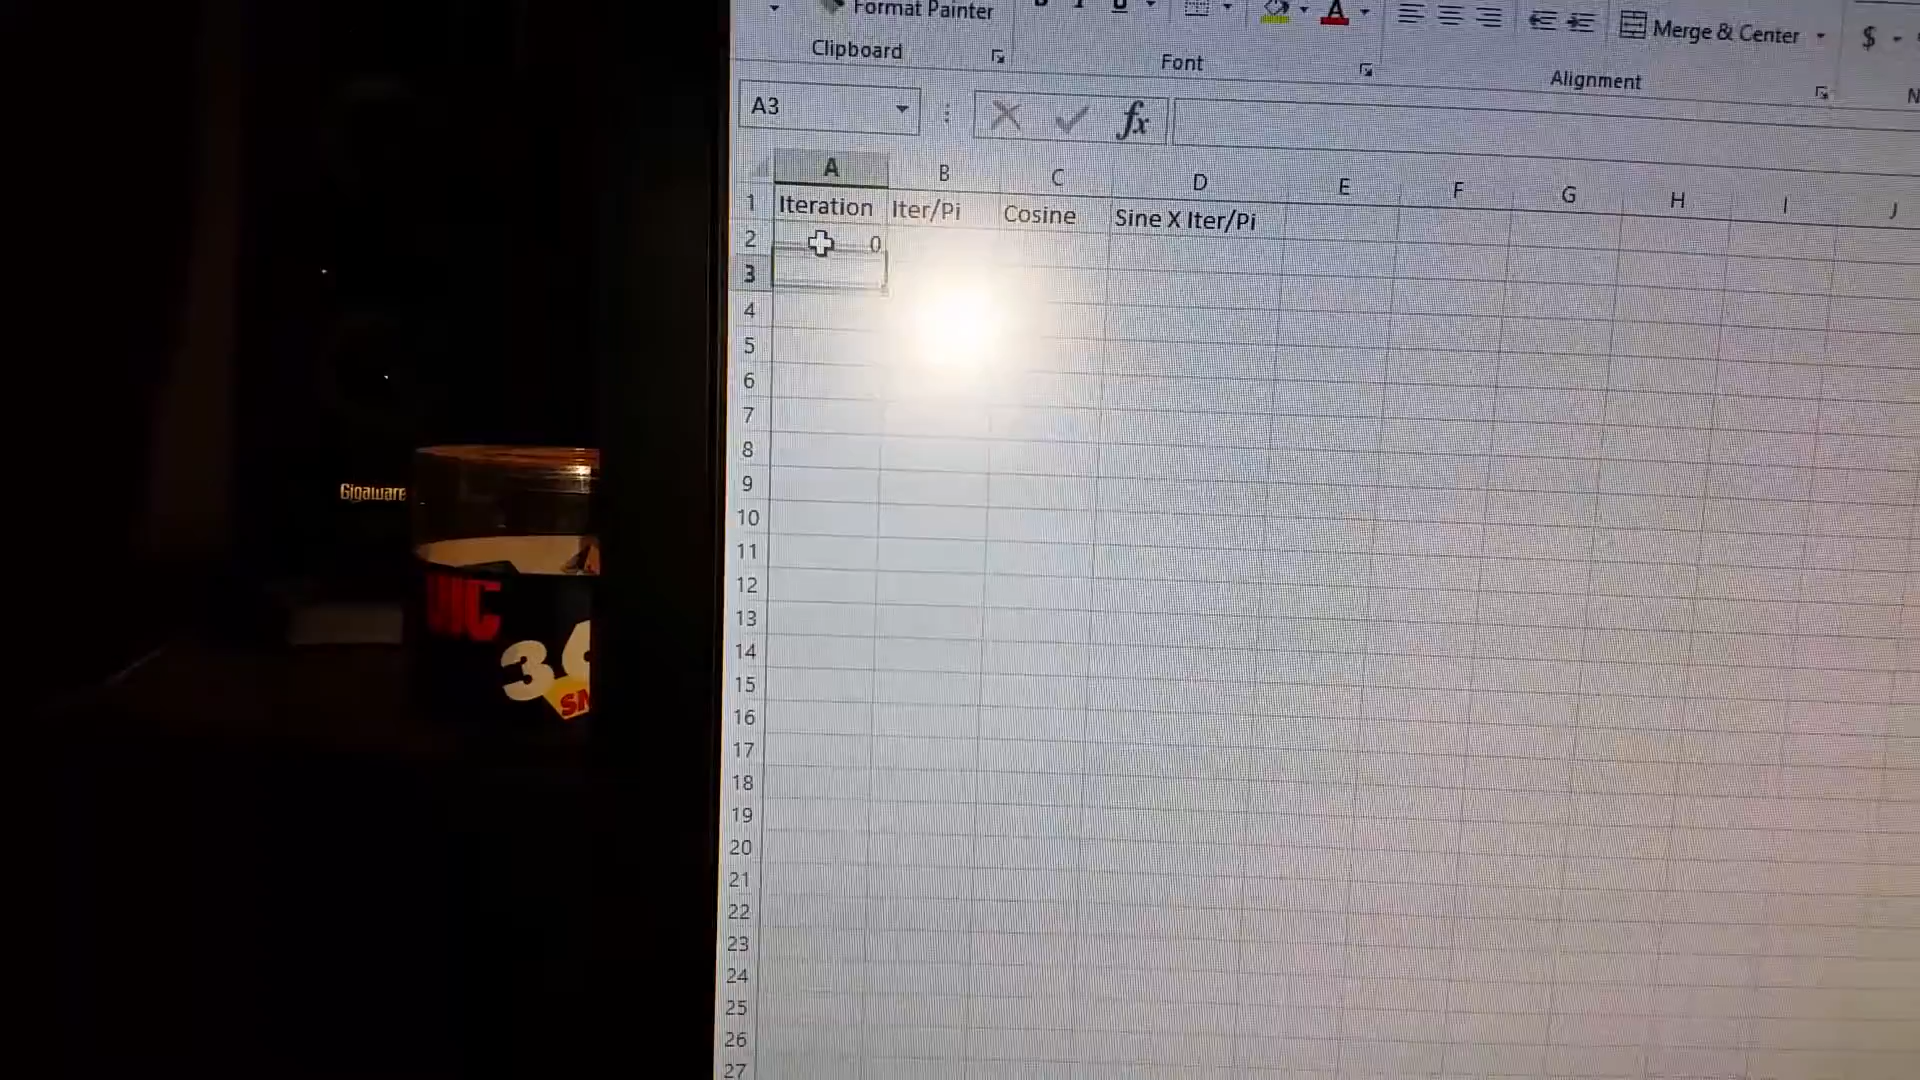 Format Painter
Merge & Center
$
Clipboard
Font
Alignment
A3
fx
A B C D E F G H I J
1 Iteration Iter/Pi Cosine Sine X Iter/Pi
2 0
3
4
5
6
7
8
9
10
11
12
13
14
15
16
17
18
19
20
21
22
23
24
25
26
27
Gigaware
3